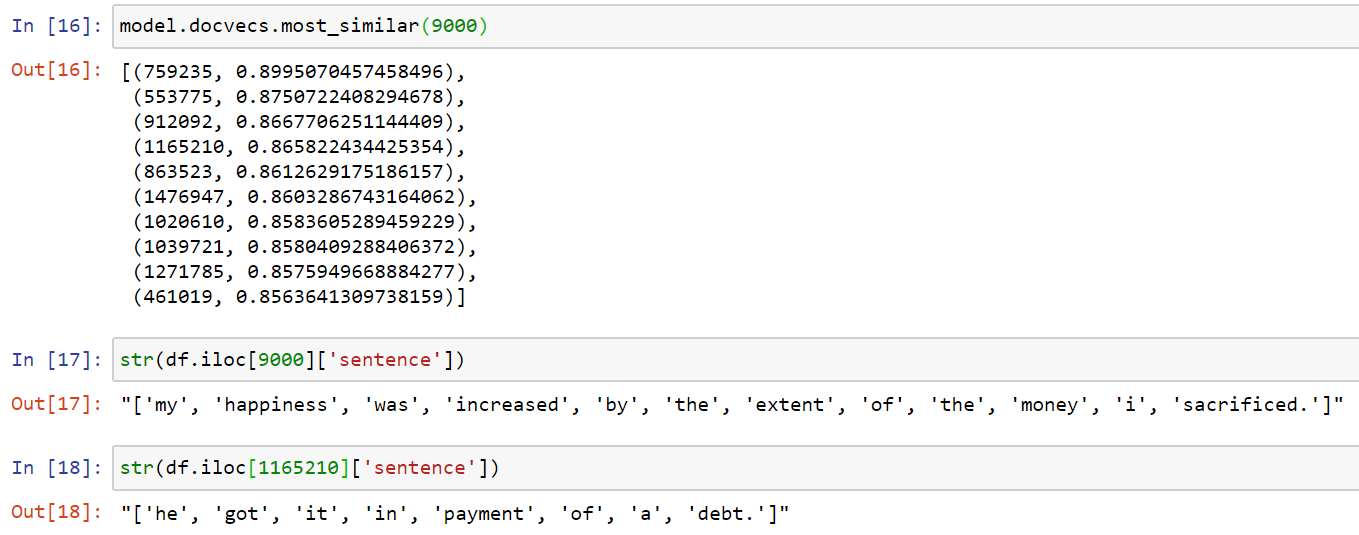 In [16]: model.docvecs.most_similar(9000)
Out[16]: [(759235, 0.8995070457458496),
(553775, 0.8750722408294678),
(912092, 0.8667706251144409),
(1165210, 0.865822434425354),
(863523, 0.8612629175186157),
(1476947, 0.8603286743164062),
(1020610, 0.8583605289459229),
(1039721, 0.8580409288406372),
(1271785, 0.8575949668884277),
(461019, 0.8563641309738159)]
In [17]: str(df.iloc[9000]['sentence'])
Out[17]: "['my', 'happiness', 'was', 'increased', 'by', 'the', 'extent', 'of', 'the', 'money', 'i', 'sacrificed.']"
In [18]: str(df.iloc[1165210]['sentence'])
Out[18]: "['he', 'got', 'it', 'in', 'payment', 'of', 'a', 'debt.']"